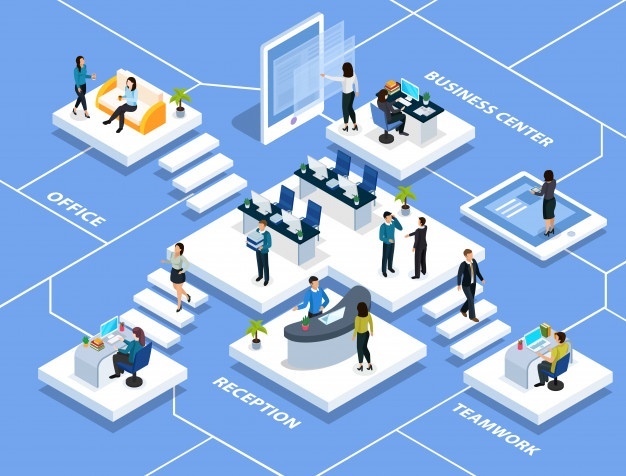 BUSINESS CENTER
OFFICE
RECEPTION
TEAMWORK